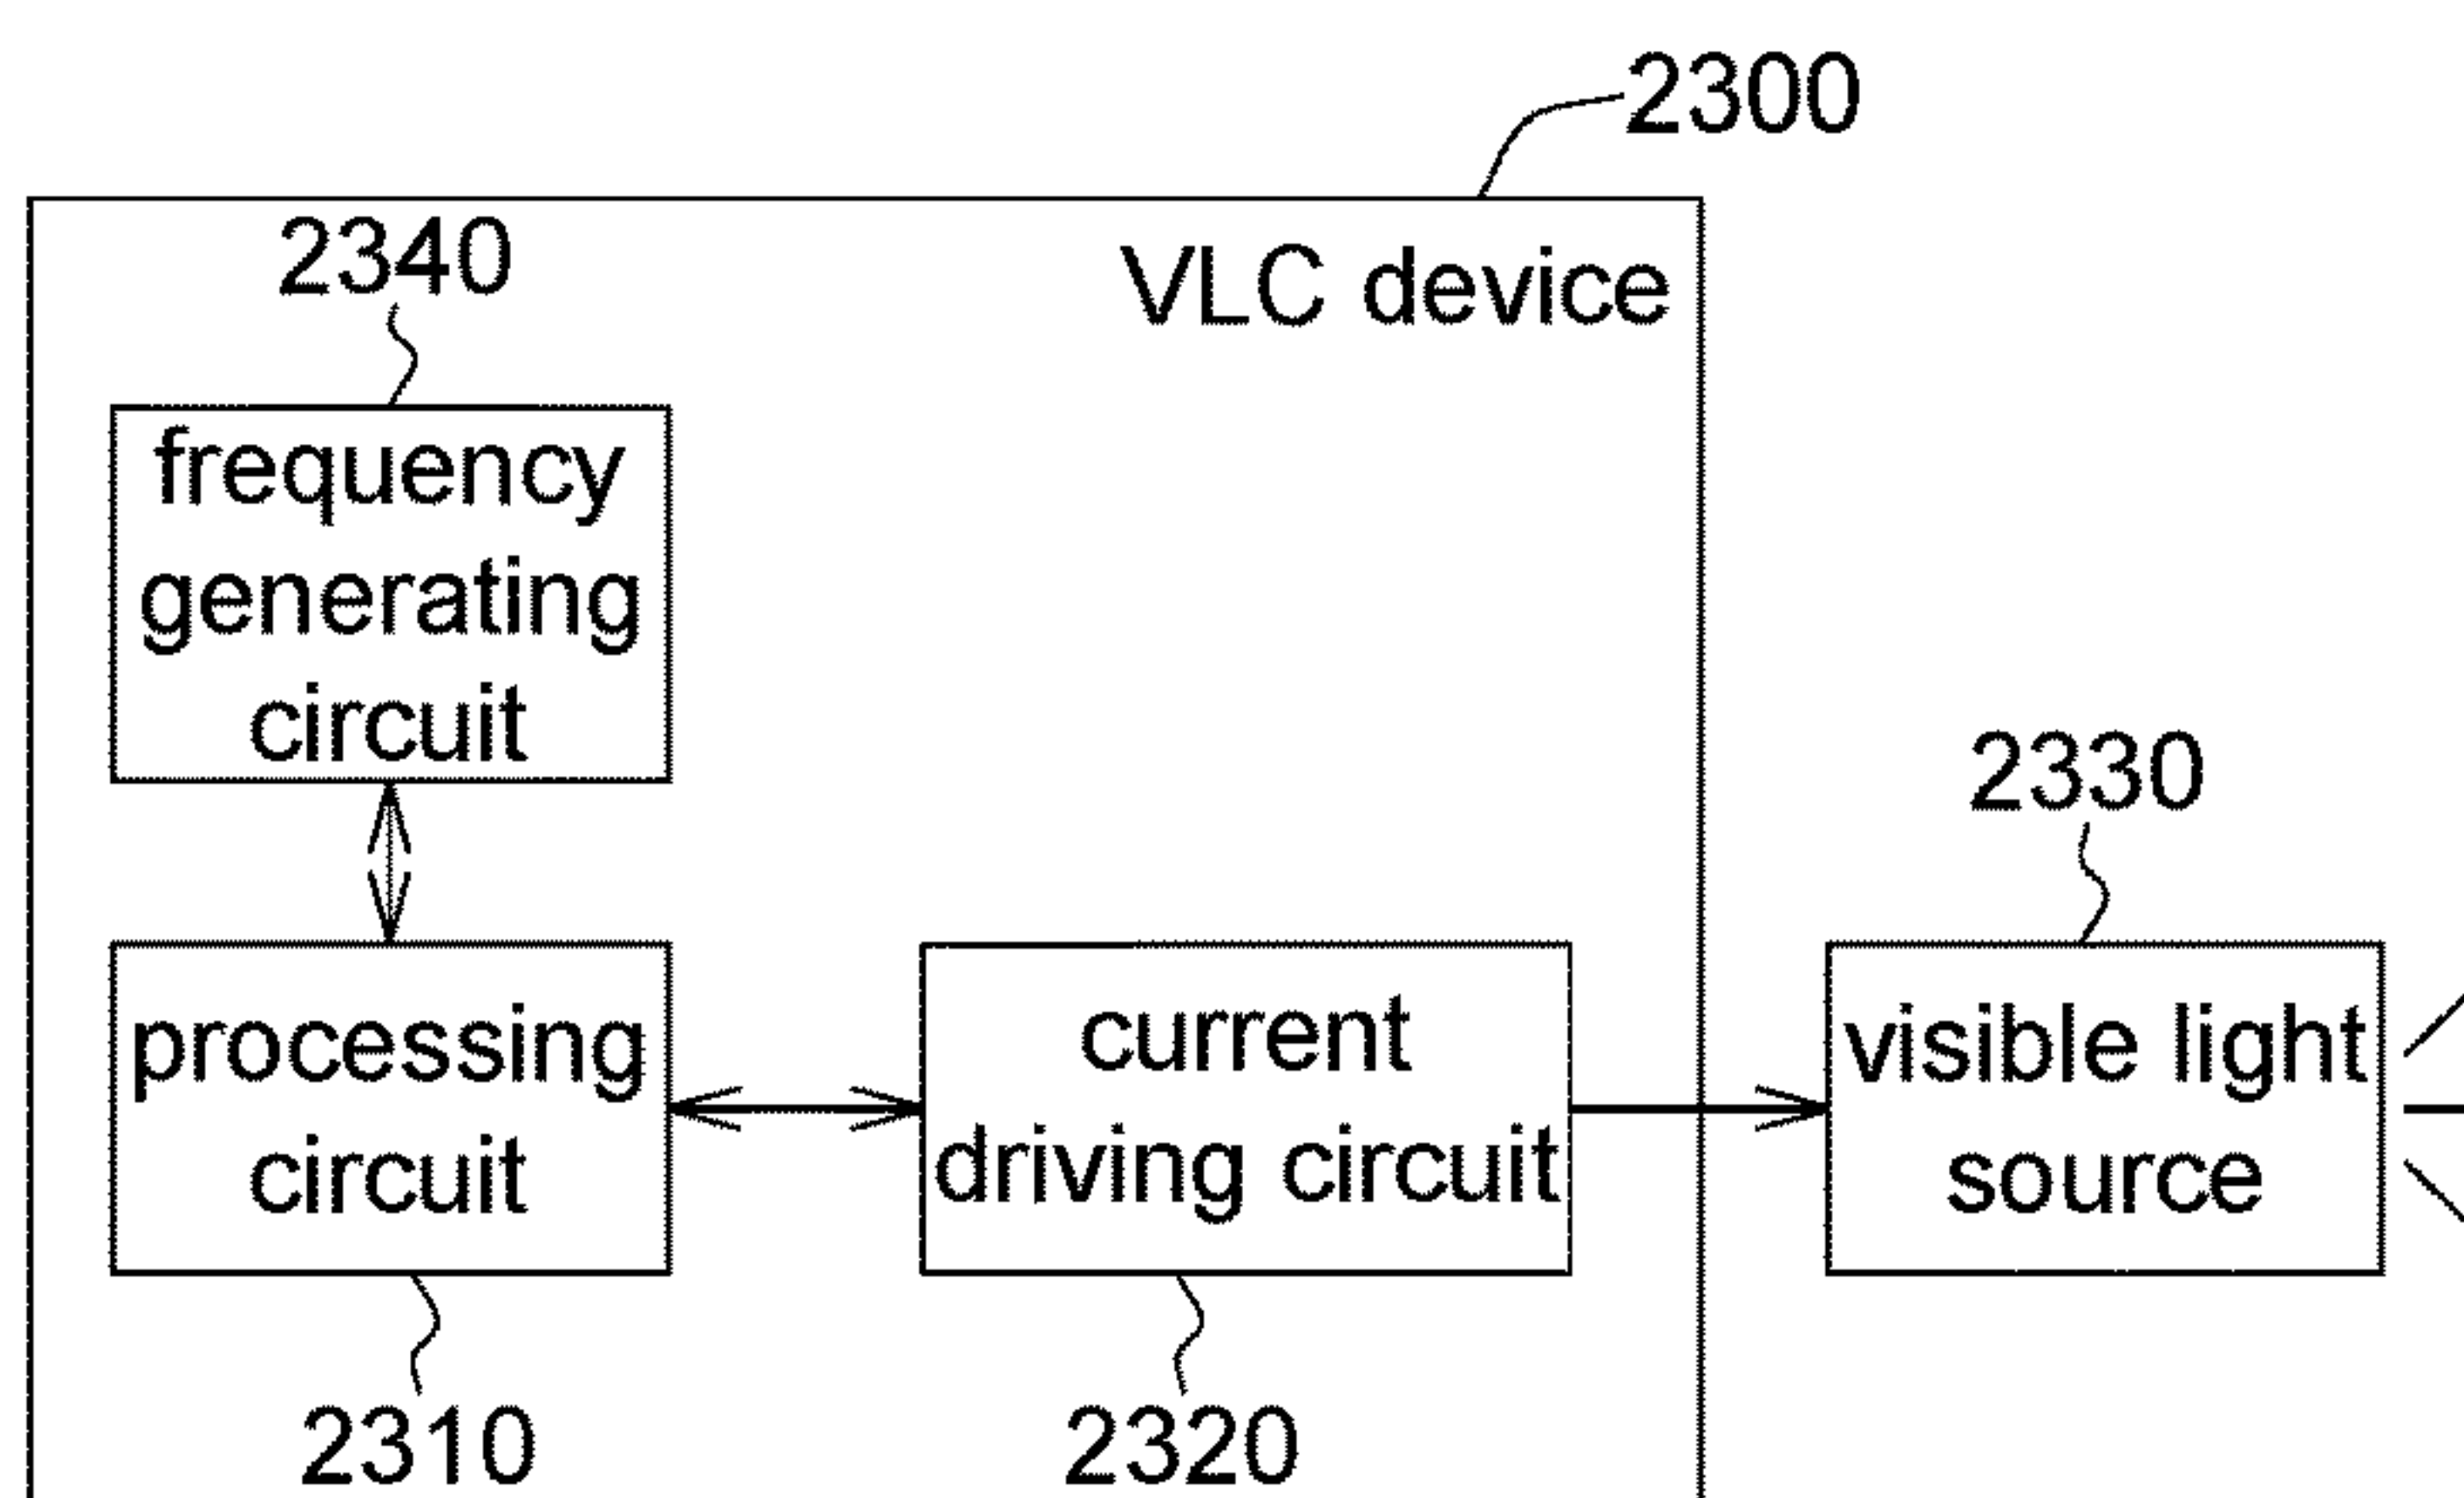 2300
2340
VLC device
frequency
generating
circuit
2330
processing
circuit
current
driving circuit
visible light
source
2310
2320